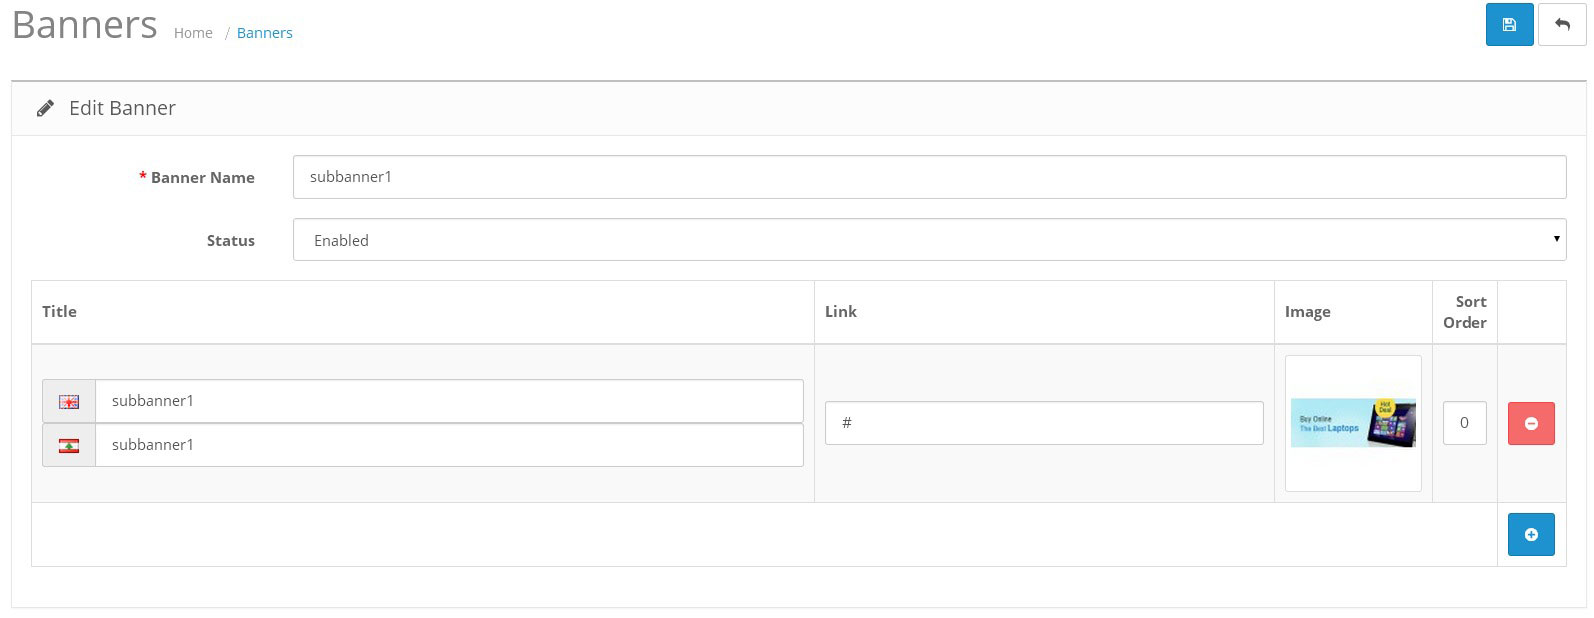 Banners Home / Banners
Edit Banner
* Banner Name subbanner1
Status Enabled
Title Link Image Sort Order
subbanner1
subbanner1
#
Buy Online
The Best Laptops
Hot Deal
0